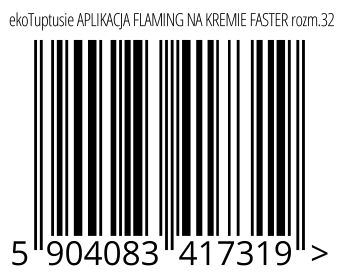 ekoTuptusie APLIKACJA FLAMING NA KREMIE FASTER rozm.32
5 904083 417319 >